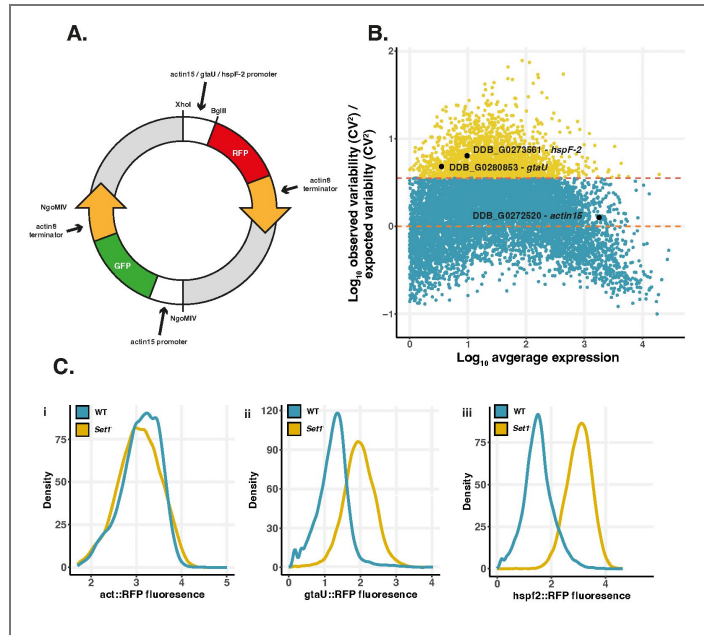 A.
actin15 / gtaU / hspF-2 promoter
XhoI
BglII
RFP
actin8
terminator
NgoMIV
actin8
terminator
GFP
NgoMIV
actin15 promoter
B.
Log10 observed variability (CV²) /
expected variability (CV²)
2
1
0
−1
DDB_G0273561 - hspF-2
DDB_G0280853 - gtaU
DDB_G0272520 - actin15
0
1
2
3
4
Log10 avgerage expression
C.
i
WT
Set1
Density
75
50
25
0
2
3
4
5
act::RFP fluoresence
ii
WT
Set1
Density
120
90
60
30
0
0
1
2
3
4
gtaU::RFP fluoresence
iii
WT
Set1
Density
75
50
25
0
0
2
4
hspf2::RFP fluoresence